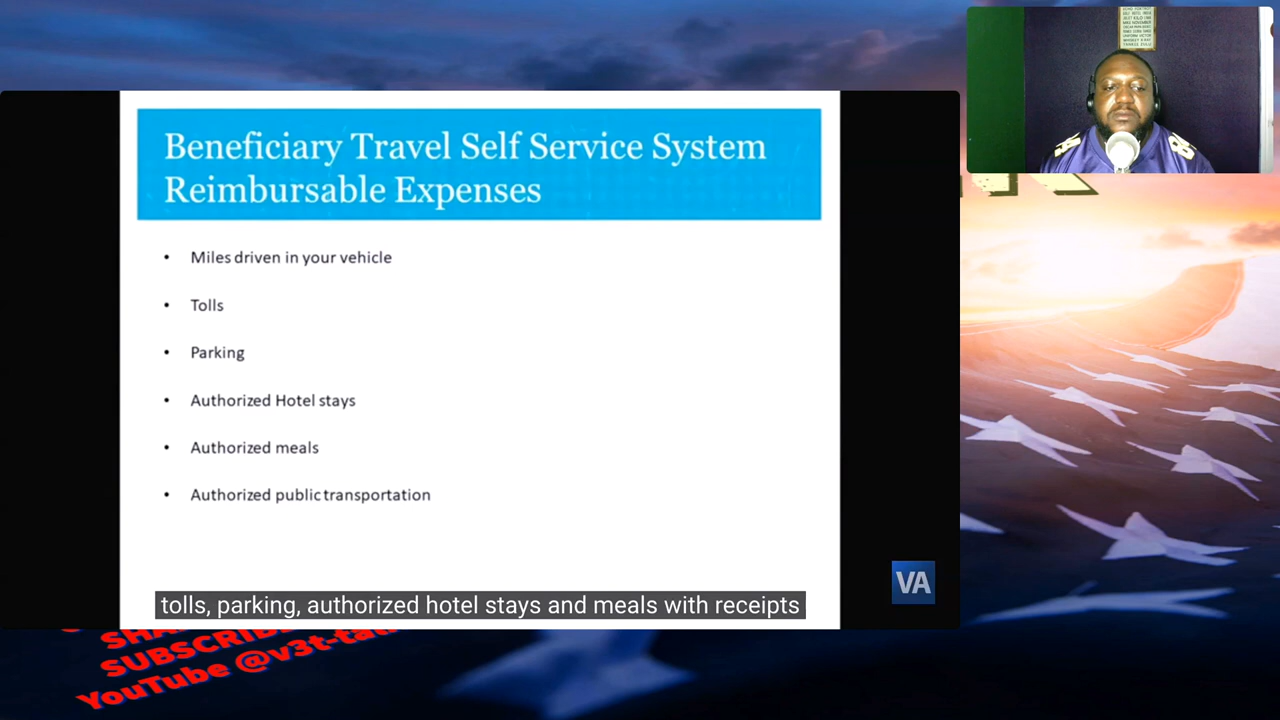 Beneficiary Travel Self Service System
Reimbursable Expenses
• Miles driven in your vehicle
• Tolls
• Parking
• Authorized Hotel stays
• Authorized meals
• Authorized public transportation
VA
tolls, parking, authorized hotel stays and meals with receipts
SUBSCRIBE
YouTube @v3t-talk